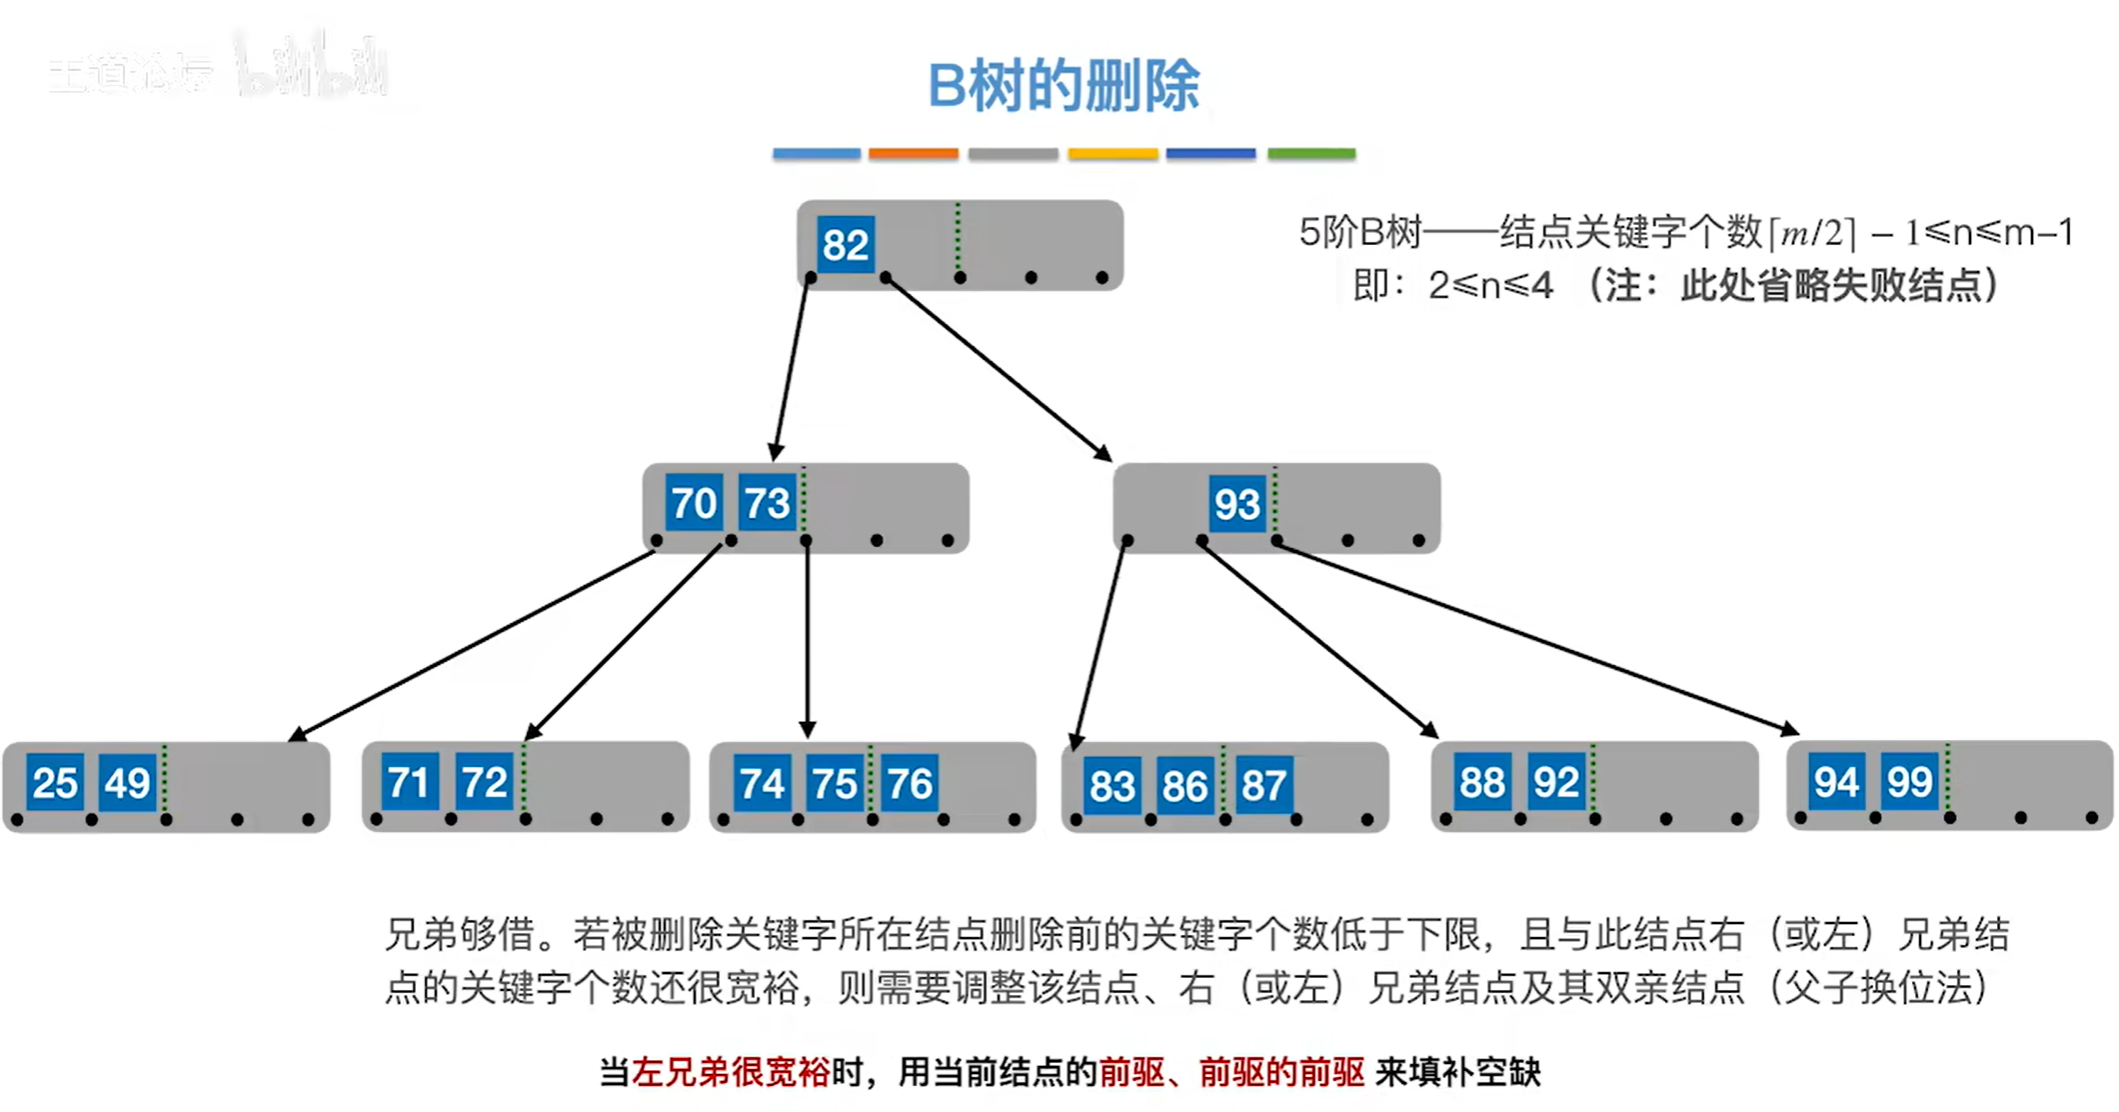 王道论坛 bilibili
B树的删除
82
5阶B树——结点关键字个数⌈m/2⌉ – 1≤n≤m–1
即：2≤n≤4 （注：此处省略失败结点）
70 73
93
25 49
71 72
74 75 76
83 86 87
88 92
94 99
兄弟够借。若被删除关键字所在结点删除前的关键字个数低于下限，且与此结点右（或左）兄弟结
点的关键字个数还很宽裕，则需要调整该结点、右（或左）兄弟结点及其双亲结点（父子换位法）
当左兄弟很宽裕时，用当前结点的前驱、前驱的前驱 来填补空缺